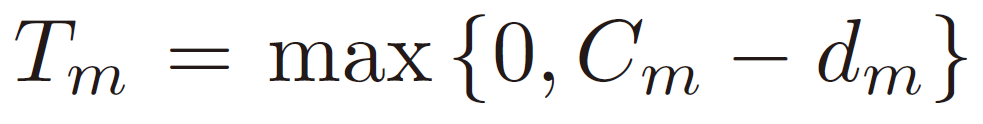 T_m = max {0, C_m − d_m}